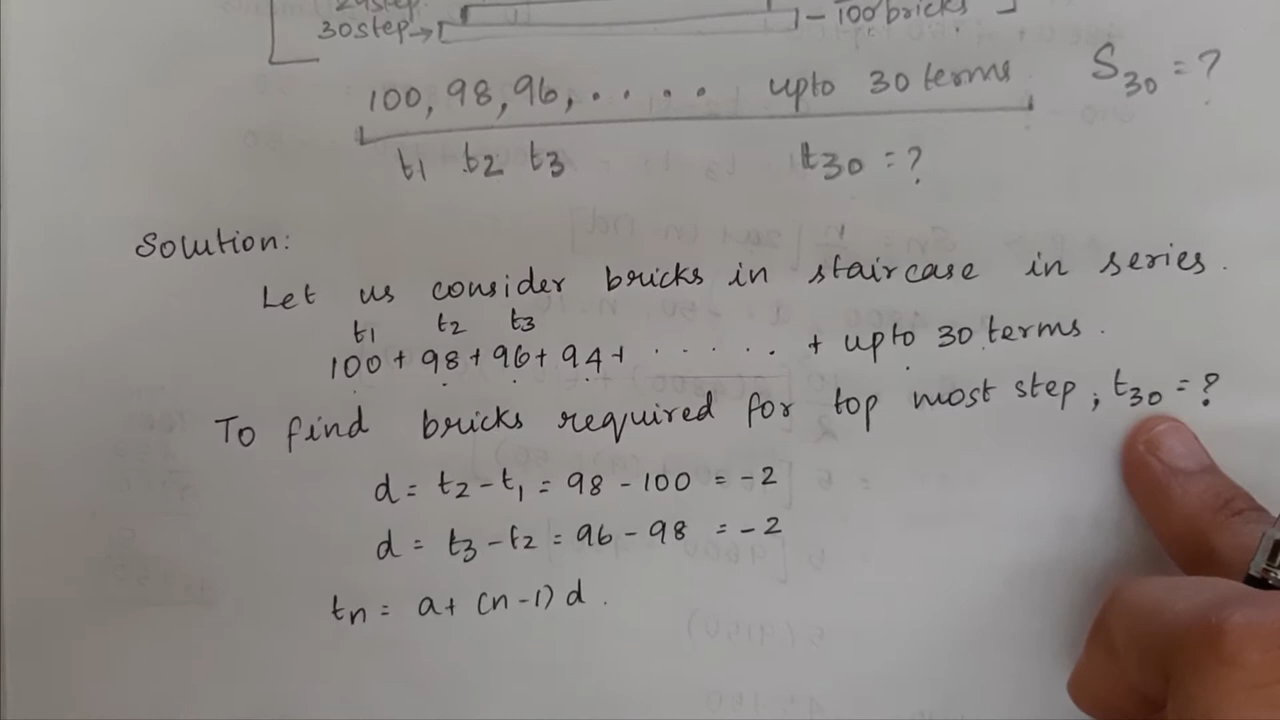 30step→ – 100 bricks
100, 98, 96, . . . . . upto 30 terms S30 = ?
t1 t2 t3 t30 = ?
Solution:
Let us consider bricks in staircase in series.
t1 t2 t3
100 + 98 + 96 + 94 + . . . . . + upto 30 terms.
To find bricks required for top most step ; t30 = ?
d = t2 – t1 = 98 – 100 = – 2
d = t3 – t2 = 96 – 98 = – 2
tn = a + (n – 1) d .